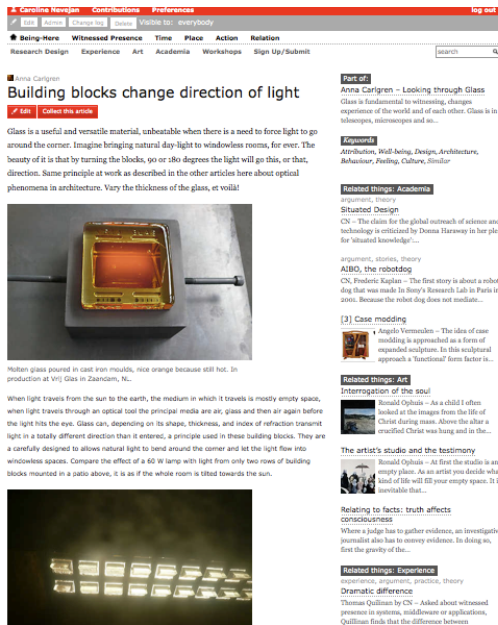 Caroline Nevejan Contributions Preferences log out
Edit Admin Change log Delete Visible to: everybody
Being-Here Witnessed Presence Time Place Action Relation
Research Design Experience Art Academia Workshops Sign Up/Submit
search
Anna Carlgren
Building blocks change direction of light
Edit Collect this article
Glass is a useful and versatile material, unbeatable when there is a need to force light to go
around the corner. Imagine bringing natural day-light to windowless rooms, for ever. The
beauty of it is that by turning the blocks, 90 or 180 degrees the light will go this, or that,
direction. Same principle at work as described in the other articles here about optical
phenomena in architecture. Vary the thickness of the glass, et voilà!
Molten glass poured in cast iron moulds, nice orange because still hot. In
production at Vrij Glas in Zaandam, NL.
When light travels from the sun to the earth, the medium in which it travels is mostly empty space,
when light travels through an optical tool the principal media are air, glass and then air again before
the light hits the eye. Glass can, depending on its shape, thickness, and index of refraction transmit
light in a totally different direction than it entered, a principle used in these building blocks. They are
a carefully designed to allows natural light to bend around the corner and let the light flow into
windowless spaces. Compare the effect of a 60 W lamp with light from only two rows of building
blocks mounted in a patio above, it is as if the whole room is tilted towards the sun.
Part of:
Anna Carlgren – Looking through Glass
Glass is fundamental to witnessing, changes
experience of the world and of each other. Glass is in
telescopes, microscopes and so...
Keywords
Attribution, Well-being, Design, Architecture,
Behaviour, Feeling, Culture, Similar
Related things: Academia
argument, theory
Situated Design
CN – The claim for the global outreach of science and
technology is criticized by Donna Haraway in her plea
for 'situated knowledge':...
argument, stories, theory
AIBO, the robotdog
CN, Frederic Kaplan – The first story is about a robot
dog that was made In Sony's Research Lab in Paris in
2001. Because the robot dog does not mediate...
[3] Case modding
Angelo Vermeulen – The idea of case
modding is approached as a form of
expanded sculpture. In this sculptural
approach a 'functional' form factor is...
Related things: Art
Interrogation of the soul
Ronald Ophuis – As a child I often
looked at the images from the life of
Christ during mass. Above the altar a
crucified Christ was hung and in the...
The artist's studio and the testimony
Ronald Ophuis – At first the studio is an
empty place. As an artist you decide what
kind of life will fill your empty space. It i
inevitable that...
Relating to facts: truth affects
consciousness
Where a judge has to gather evidence, an investigative
journalist also has to convey evidence. In doing so,
first the gravity of the...
Related things: Experience
experience, argument, practice, theory
Dramatic difference
Thomas Quilinan by CN – Asked about witnessed
presence in systems, middleware or applications,
Quillinan finds that the difference between